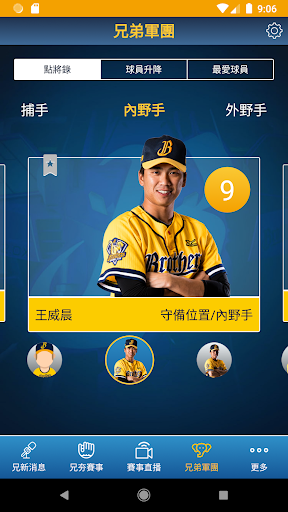 9:06
兄弟軍團
點將錄 球員升降 最愛球員
捕手 內野手 外野手
B
9
Brothers
王威晨 守備位置/內野手
兄新消息 兄夯賽事 賽事直播 兄弟軍團 更多